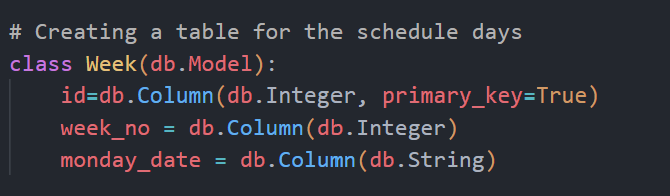 # Creating a table for the schedule days
class Week(db.Model):
    id=db.Column(db.Integer, primary_key=True)
    week_no = db.Column(db.Integer)
    monday_date = db.Column(db.String)